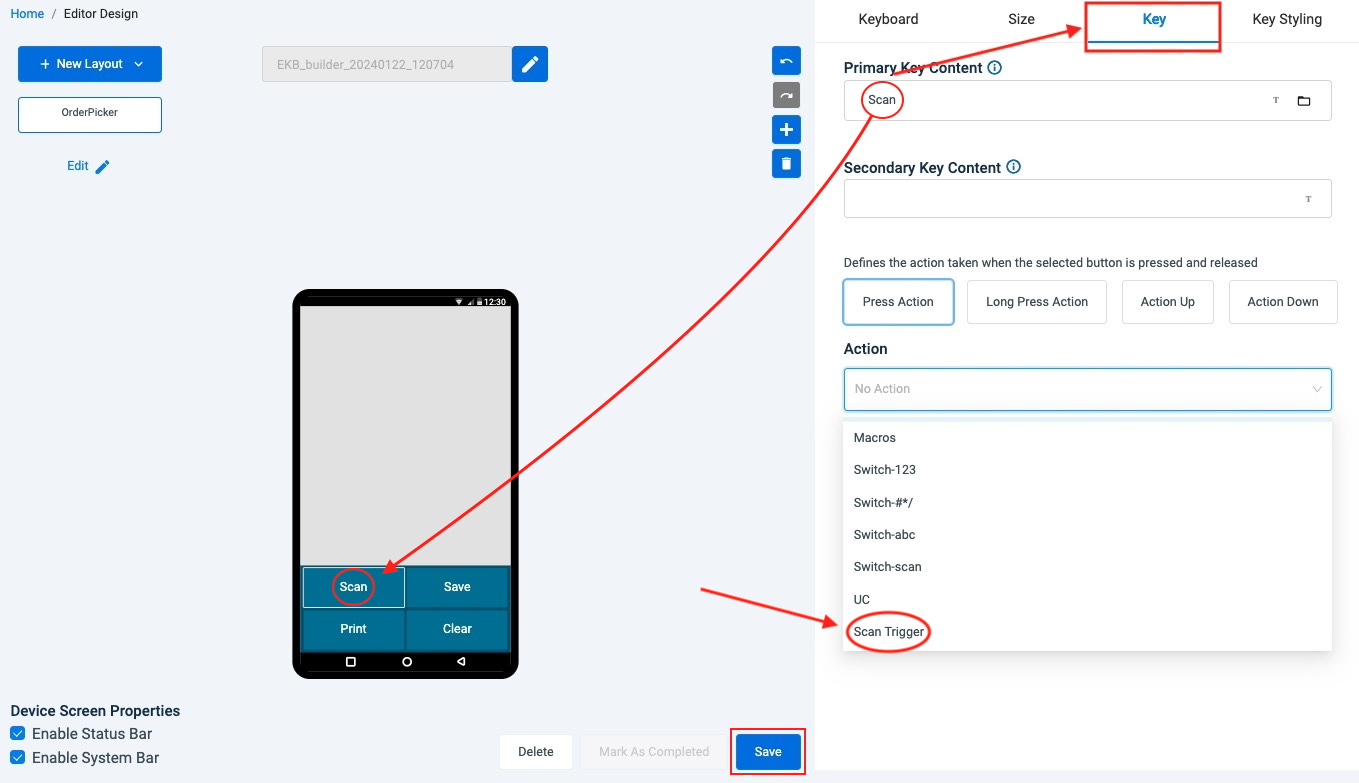 Home / Editor Design
New Layout
EKB_builder_20240122_120704
OrderPicker
Edit
12:30
Scan Save
Print Clear
Device Screen Properties
Enable Status Bar
Enable System Bar
Delete Mark As Completed Save
Keyboard Size Key Key Styling
Primary Key Content
Scan T
Secondary Key Content
T
Defines the action taken when the selected button is pressed and released
Press Action Long Press Action Action Up Action Down
Action
No Action
Macros
Switch-123
Switch-#*/
Switch-abc
Switch-scan
UC
Scan Trigger